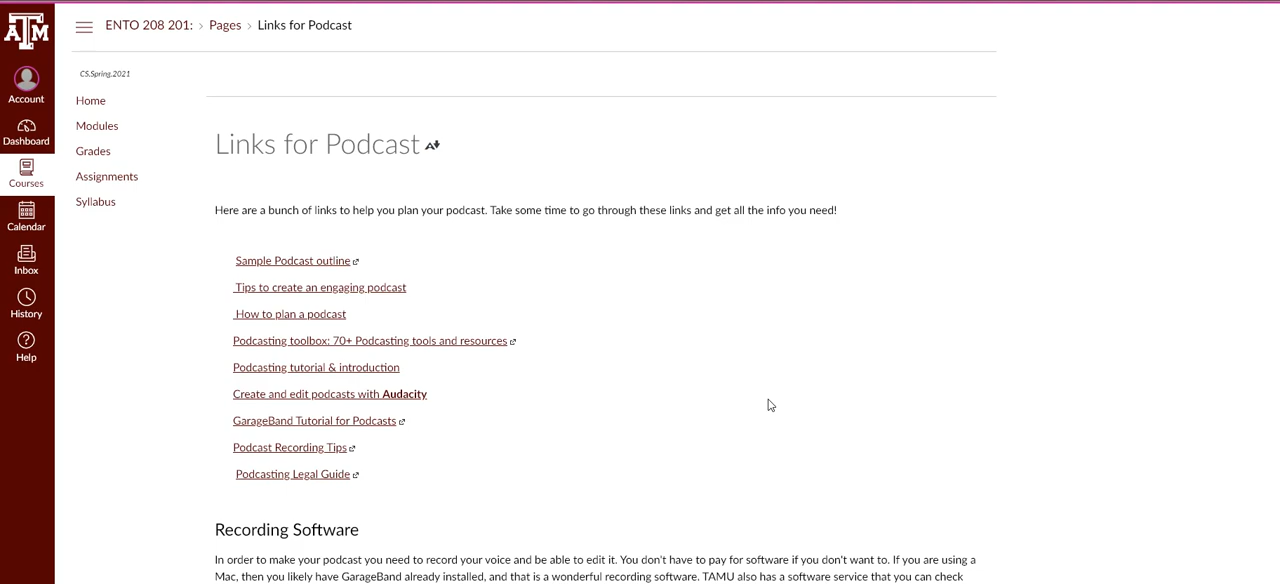 ATM
ENTO 208 201: › Pages › Links for Podcast
CS.Spring.2021
Account
Dashboard
Courses
Calendar
Inbox
History
Help
Home
Modules
Grades
Assignments
Syllabus
Links for Podcast
Here are a bunch of links to help you plan your podcast. Take some time to go through these links and get all the info you need!
Sample Podcast outline
Tips to create an engaging podcast
How to plan a podcast
Podcasting toolbox: 70+ Podcasting tools and resources
Podcasting tutorial & introduction
Create and edit podcasts with Audacity
GarageBand Tutorial for Podcasts
Podcast Recording Tips
Podcasting Legal Guide
Recording Software
In order to make your podcast you need to record your voice and be able to edit it. You don't have to pay for software if you don't want to. If you are using a
Mac, then you likely have GarageBand already installed, and that is a wonderful recording software. TAMU also has a software service that you can check